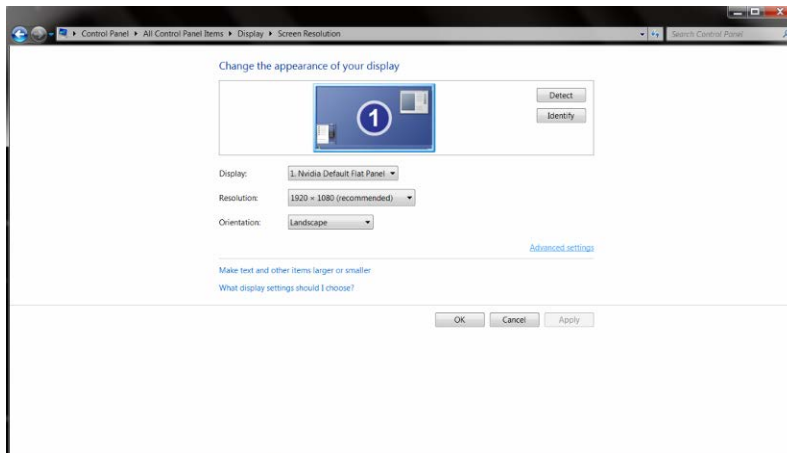 Control Panel ▸ All Control Panel Items ▸ Display ▸ Screen Resolution
Search Control Panel
Change the appearance of your display
1
Detect
Identify
Display: 1. Nvidia Default Flat Panel
Resolution: 1920 × 1080 (recommended)
Orientation: Landscape
Advanced settings
Make text and other items larger or smaller
What display settings should I choose?
OK Cancel Apply